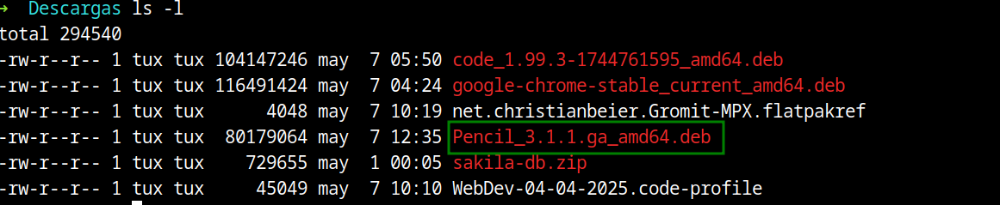 → Descargas ls -l
total 294540
-rw-r--r-- 1 tux tux 104147246 may  7 05:50 code_1.99.3-1744761595_amd64.deb
-rw-r--r-- 1 tux tux 116491424 may  7 04:24 google-chrome-stable_current_amd64.deb
-rw-r--r-- 1 tux tux      4048 may  7 10:19 net.christianbeier.Gromit-MPX.flatpakref
-rw-r--r-- 1 tux tux  80179064 may  7 12:35 Pencil_3.1.1.ga_amd64.deb
-rw-r--r-- 1 tux tux    729655 may  1 00:05 sakila-db.zip
-rw-r--r-- 1 tux tux     45049 may  7 10:10 WebDev-04-04-2025.code-profile